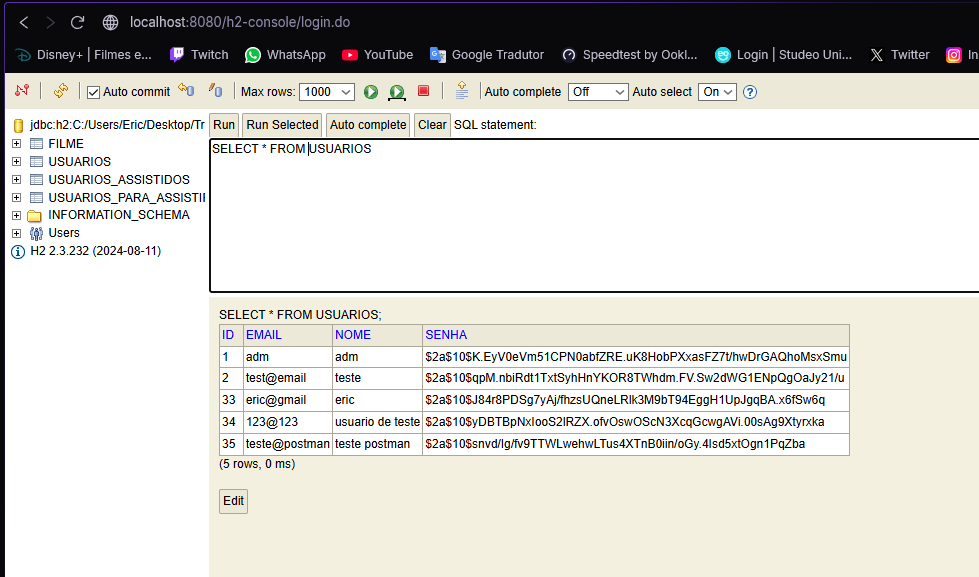 localhost:8080/h2-console/login.do
Disney+ | Filmes e... Twitch WhatsApp YouTube Google Tradutor Speedtest by Ookl... Login | Studeo Uni... Twitter In
Auto commit Max rows: 1000 Auto complete Off Auto select On
jdbc:h2:C:/Users/Eric/Desktop/Tr
FILME
USUARIOS
USUARIOS_ASSISTIDOS
USUARIOS_PARA_ASSISTII
INFORMATION_SCHEMA
Users
H2 2.3.232 (2024-08-11)
Run Run Selected Auto complete Clear SQL statement:
SELECT * FROM USUARIOS
SELECT * FROM USUARIOS;
ID EMAIL NOME SENHA
1 adm adm $2a$10$K.EyV0eVm51CPN0abfZRE.uK8HobPXxasFZ7t/hwDrGAQhoMsxSmu
2 test@email teste $2a$10$qpM.nbiRdt1TxtSyhHnYKOR8TWhdm.FV.Sw2dWG1ENpQgOaJy21/u
33 eric@gmail eric $2a$10$J84r8PDSg7yAj/fhzsUQneLRlk3M9bT94EggH1UpJgqBA.x6fSw6q
34 123@123 usuario de teste $2a$10$yDBTBpNxIooS2lRZX.ofvOswOScN3XcqGcwgAVi.00sAg9Xtyrxka
35 teste@postman teste postman $2a$10$snvd/Ig/fv9TTWLwehwLTus4XTnB0iin/oGy.4lsd5xtOgn1PqZba
(5 rows, 0 ms)
Edit